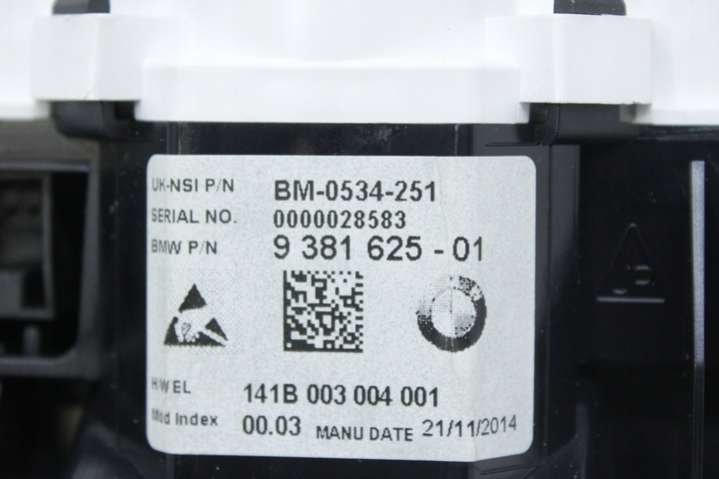 UK-NSI P/N BM-0534-251
SERIAL NO. 0000028583
BMW P/N 9 381 625 - 01
H/W EL 141B 003 004 001
Mod Index 00.03 MANU DATE 21/11/2014